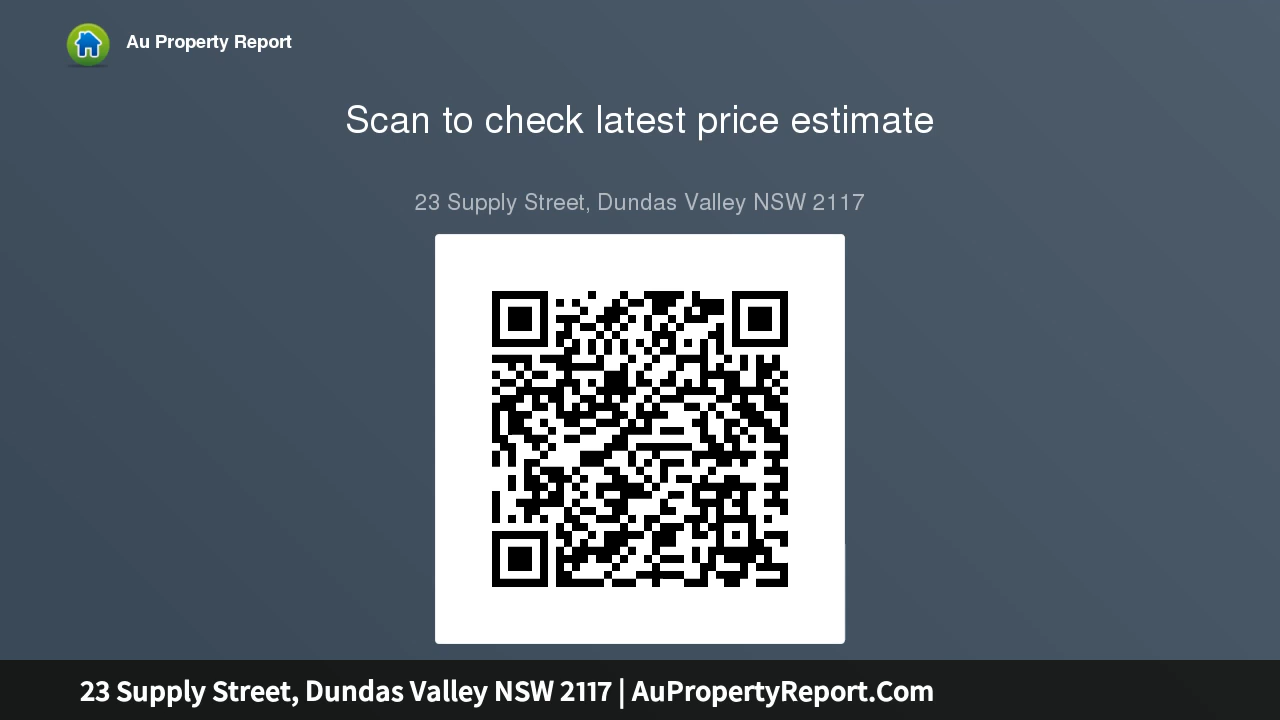 Au Property Report
Scan to check latest price estimate
23 Supply Street, Dundas Valley NSW 2117
23 Supply Street, Dundas Valley NSW 2117 | AuPropertyReport.Com